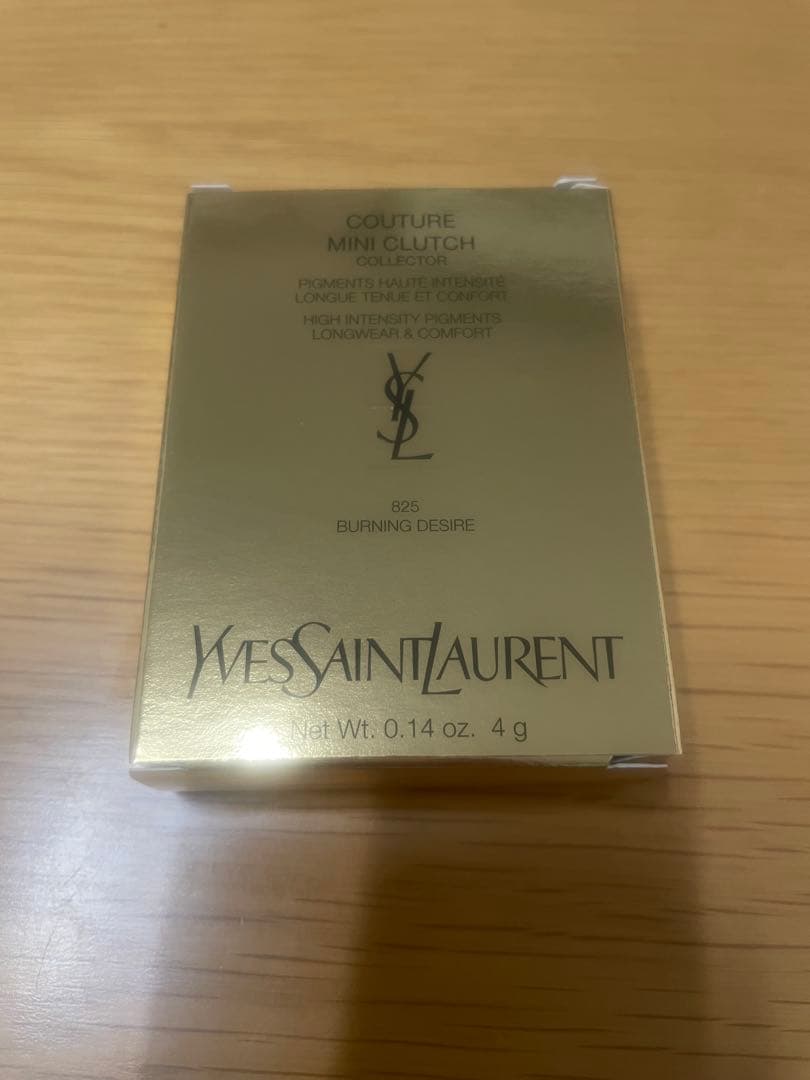 COUTURE
MINI CLUTCH
COLLECTOR
PIGMENTS HAUTE INTENSITÉ
LONGUE TENUE ET CONFORT
HIGH INTENSITY PIGMENTS
LONGWEAR & COMFORT
YSL
825
BURNING DESIRE
YVESSAINTLAURENT
Net Wt. 0.14 oz. 4 g